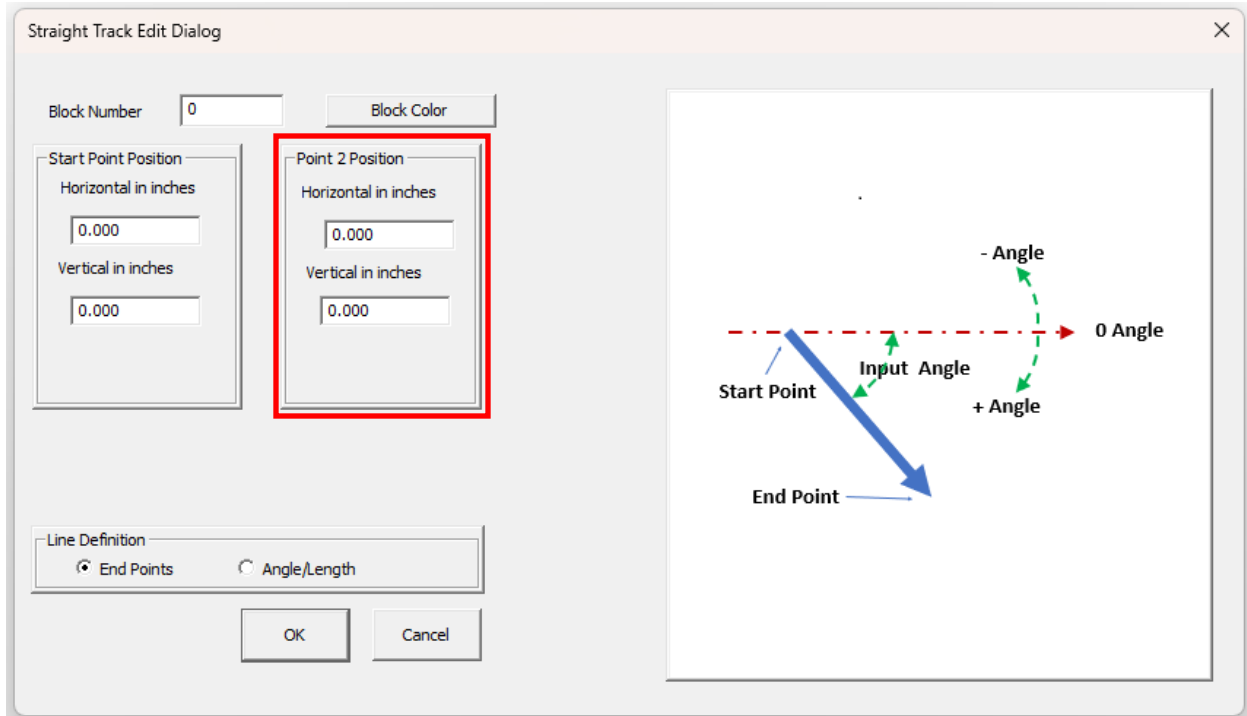 Straight Track Edit Dialog
Block Number
0
Block Color
Start Point Position
Horizontal in inches
0.000
Vertical in inches
0.000
Point 2 Position
Horizontal in inches
0.000
Vertical in inches
0.000
Line Definition
End Points
Angle/Length
OK
Cancel
- Angle
0 Angle
Input Angle
Start Point
+ Angle
End Point